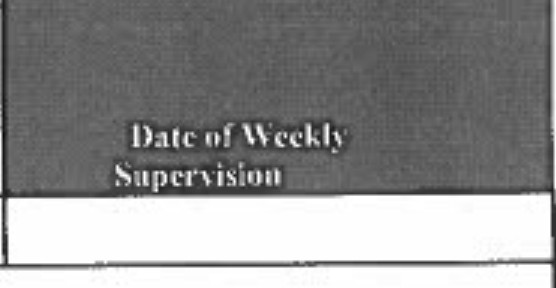 Date of Weekly
Supervision